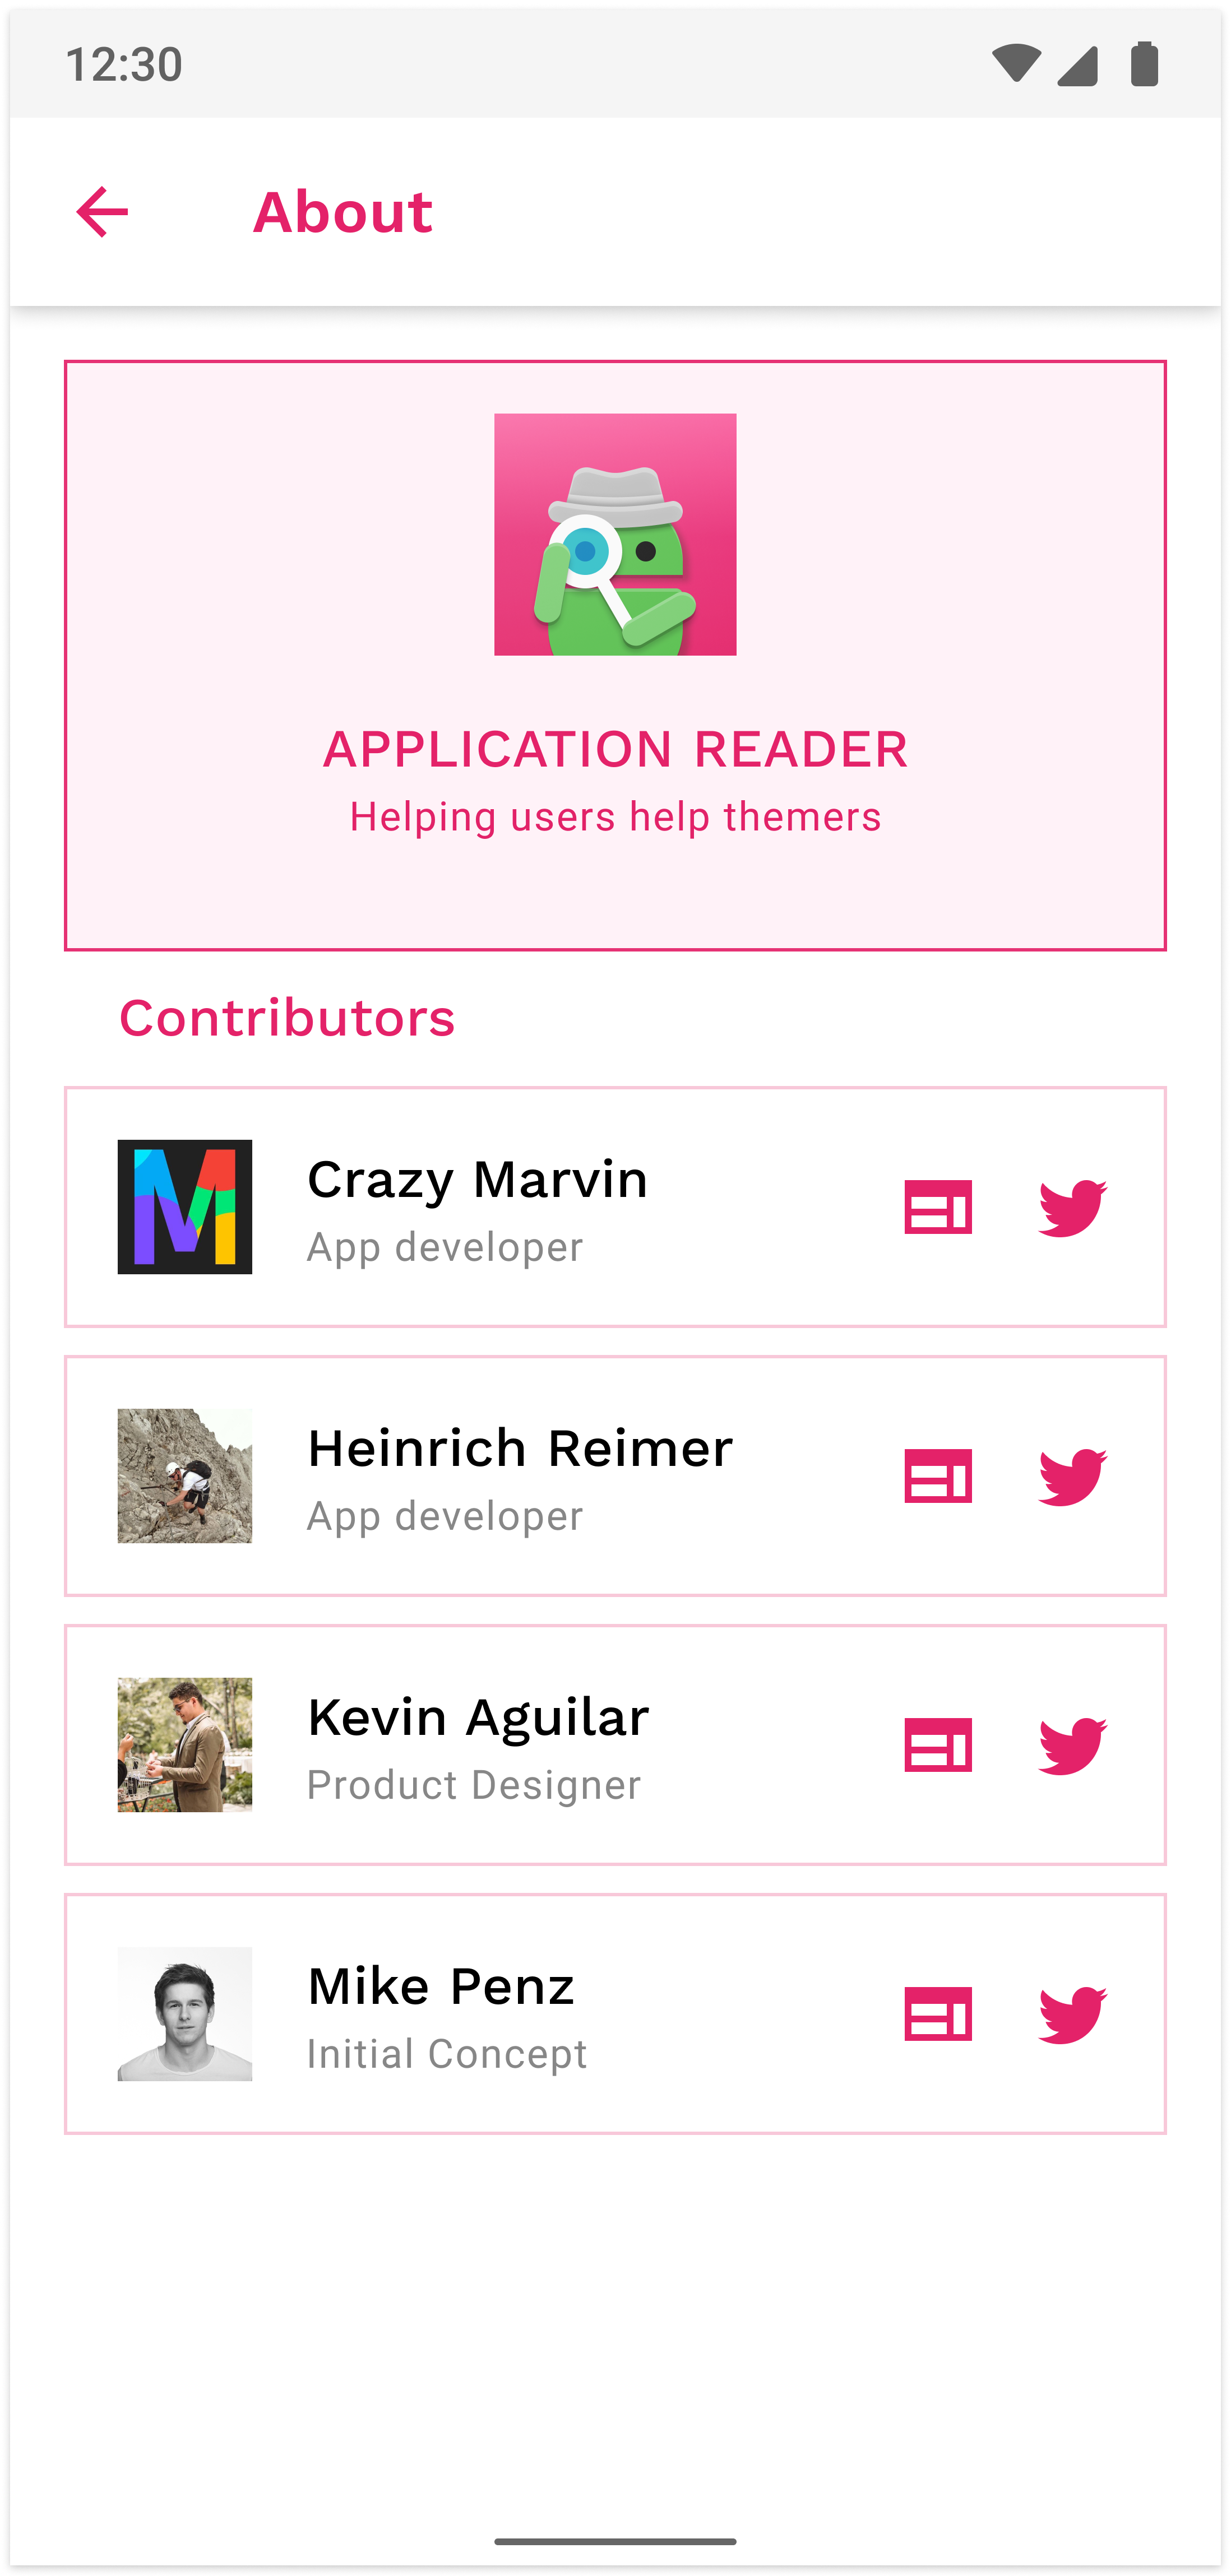 12:30
About
APPLICATION READER
Helping users help themers
Contributors
Crazy Marvin
App developer
Heinrich Reimer
App developer
Kevin Aguilar
Product Designer
Mike Penz
Initial Concept